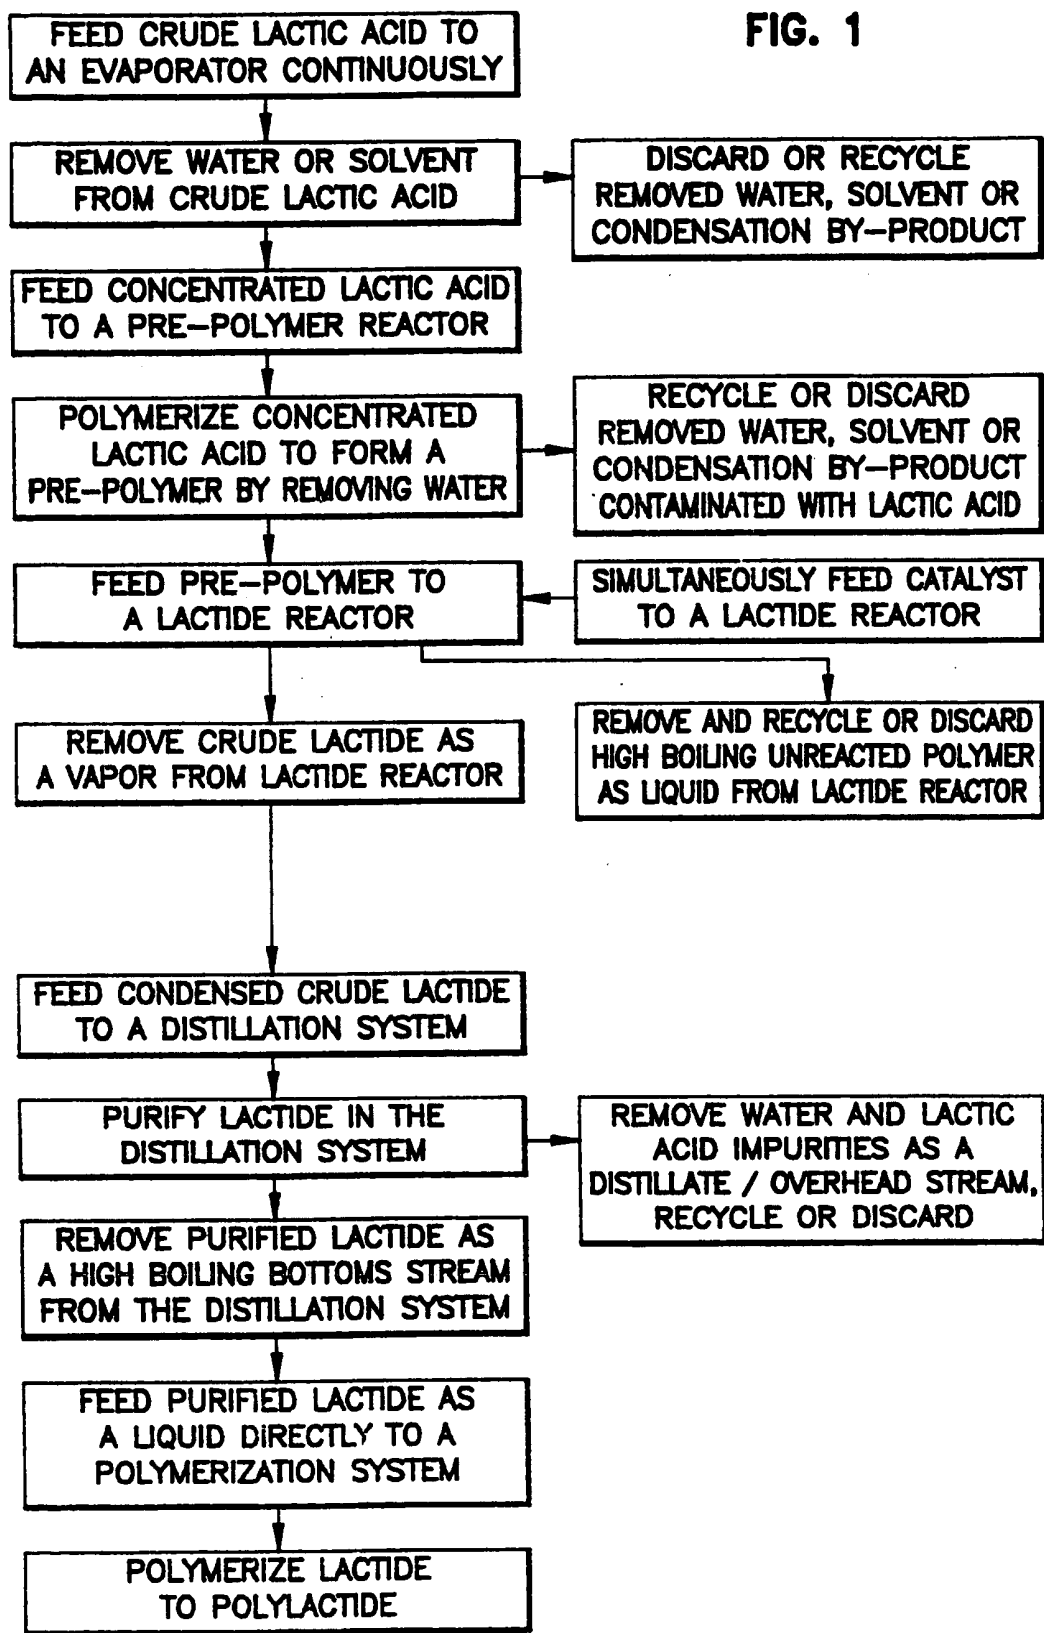 FIG. 1
FEED CRUDE LACTIC ACID TO
AN EVAPORATOR CONTINUOUSLY
REMOVE WATER OR SOLVENT
FROM CRUDE LACTIC ACID
DISCARD OR RECYCLE
REMOVED WATER, SOLVENT OR
CONDENSATION BY-PRODUCT
FEED CONCENTRATED LACTIC ACID
TO A PRE-POLYMER REACTOR
POLYMERIZE CONCENTRATED
LACTIC ACID TO FORM A
PRE-POLYMER BY REMOVING WATER
RECYCLE OR DISCARD
REMOVED WATER, SOLVENT OR
CONDENSATION BY-PRODUCT
CONTAMINATED WITH LACTIC ACID
FEED PRE-POLYMER TO
A LACTIDE REACTOR
SIMULTANEOUSLY FEED CATALYST
TO A LACTIDE REACTOR
REMOVE CRUDE LACTIDE AS
A VAPOR FROM LACTIDE REACTOR
REMOVE AND RECYCLE OR DISCARD
HIGH BOILING UNREACTED POLYMER
AS LIQUID FROM LACTIDE REACTOR
FEED CONDENSED CRUDE LACTIDE
TO A DISTILLATION SYSTEM
PURIFY LACTIDE IN THE
DISTILLATION SYSTEM
REMOVE WATER AND LACTIC
ACID IMPURITIES AS A
DISTILLATE / OVERHEAD STREAM,
RECYCLE OR DISCARD
REMOVE PURIFIED LACTIDE AS
A HIGH BOILING BOTTOMS STREAM
FROM THE DISTILLATION SYSTEM
FEED PURIFIED LACTIDE AS
A LIQUID DIRECTLY TO A
POLYMERIZATION SYSTEM
POLYMERIZE LACTIDE
TO POLYLACTIDE